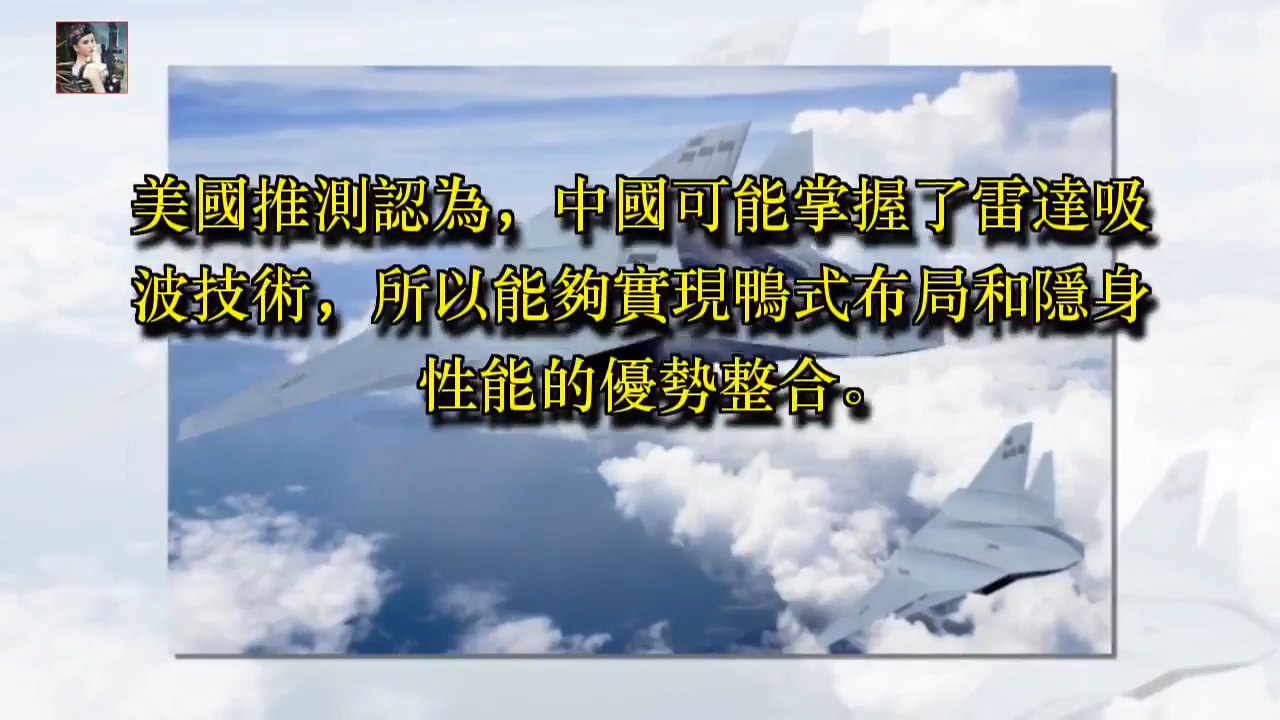 美國推測認為，中國可能掌握了雷達吸
波技術，所以能夠實現鴨式布局和隱身
性能的優勢整合。